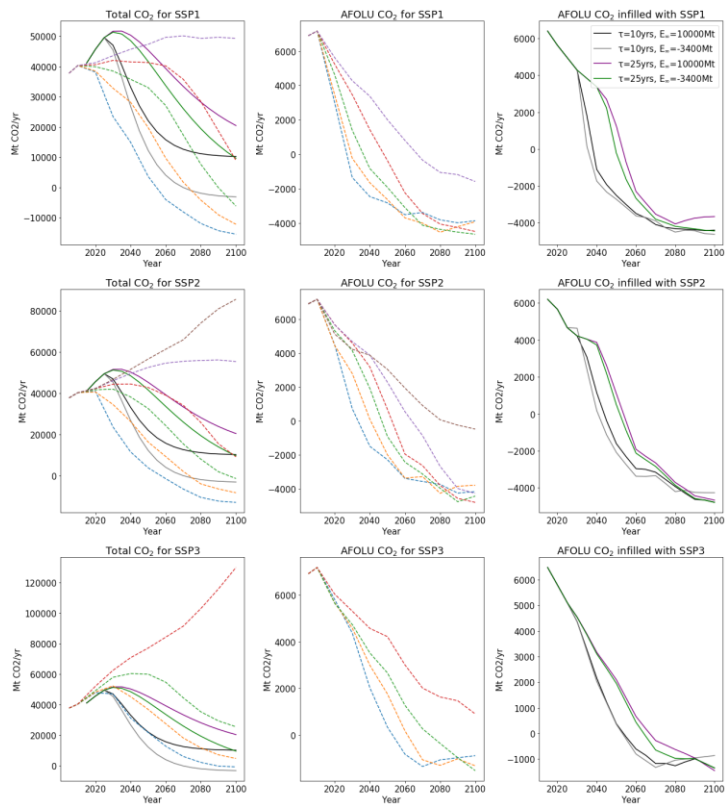 Total CO₂ for SSP1
AFOLU CO₂ for SSP1
AFOLU CO₂ infilled with SSP1
Mt CO2/yr
50000
40000
30000
20000
10000
0
−10000
2020 2040 2060 2080 2100
Year
Mt CO2/yr
6000
4000
2000
0
−2000
−4000
2020 2040 2060 2080 2100
Year
Mt CO2/yr
6000
4000
2000
0
−2000
−4000
2020 2040 2060 2080 2100
Year
τ=10yrs, E∞=10000Mt
τ=10yrs, E∞=-3400Mt
τ=25yrs, E∞=10000Mt
τ=25yrs, E∞=-3400Mt
Total CO₂ for SSP2
AFOLU CO₂ for SSP2
AFOLU CO₂ infilled with SSP2
Mt CO2/yr
80000
60000
40000
20000
0
2020 2040 2060 2080 2100
Year
Mt CO2/yr
6000
4000
2000
0
−2000
−4000
2020 2040 2060 2080 2100
Year
Mt CO2/yr
6000
4000
2000
0
−2000
−4000
2020 2040 2060 2080 2100
Year
Total CO₂ for SSP3
AFOLU CO₂ for SSP3
AFOLU CO₂ infilled with SSP3
Mt CO2/yr
120000
100000
80000
60000
40000
20000
0
2020 2040 2060 2080 2100
Year
Mt CO2/yr
6000
4000
2000
0
2020 2040 2060 2080 2100
Year
Mt CO2/yr
6000
5000
4000
3000
2000
1000
0
−1000
2020 2040 2060 2080 2100
Year